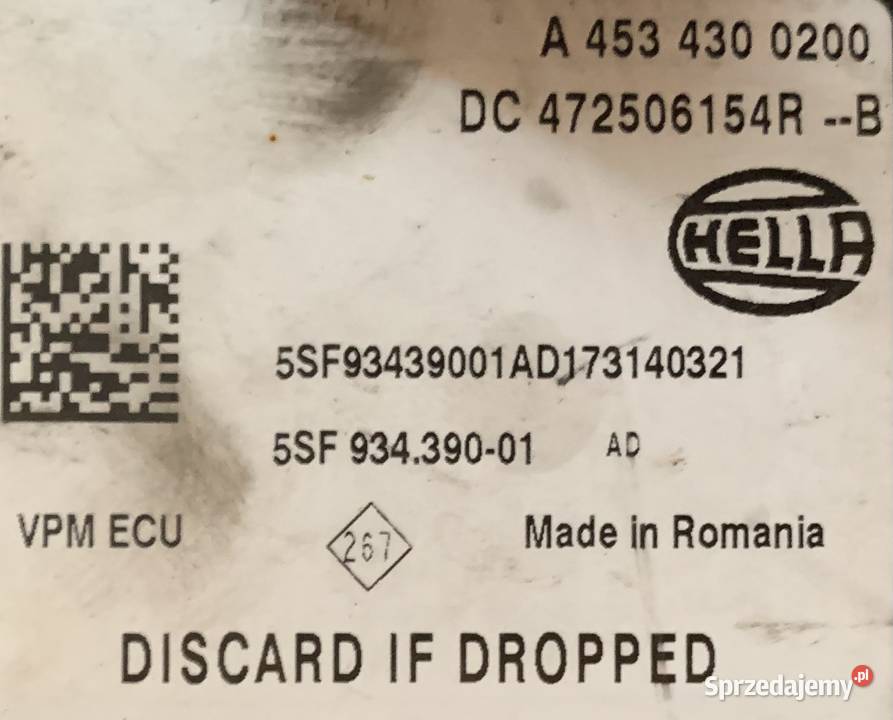 A 453 430 0200
DC 472506154R --B
HELLA
5SF93439001AD173140321
5SF 934.390-01 AD
VPM ECU 267 Made in Romania
DISCARD IF DROPPED
Sprzedajemy.pl